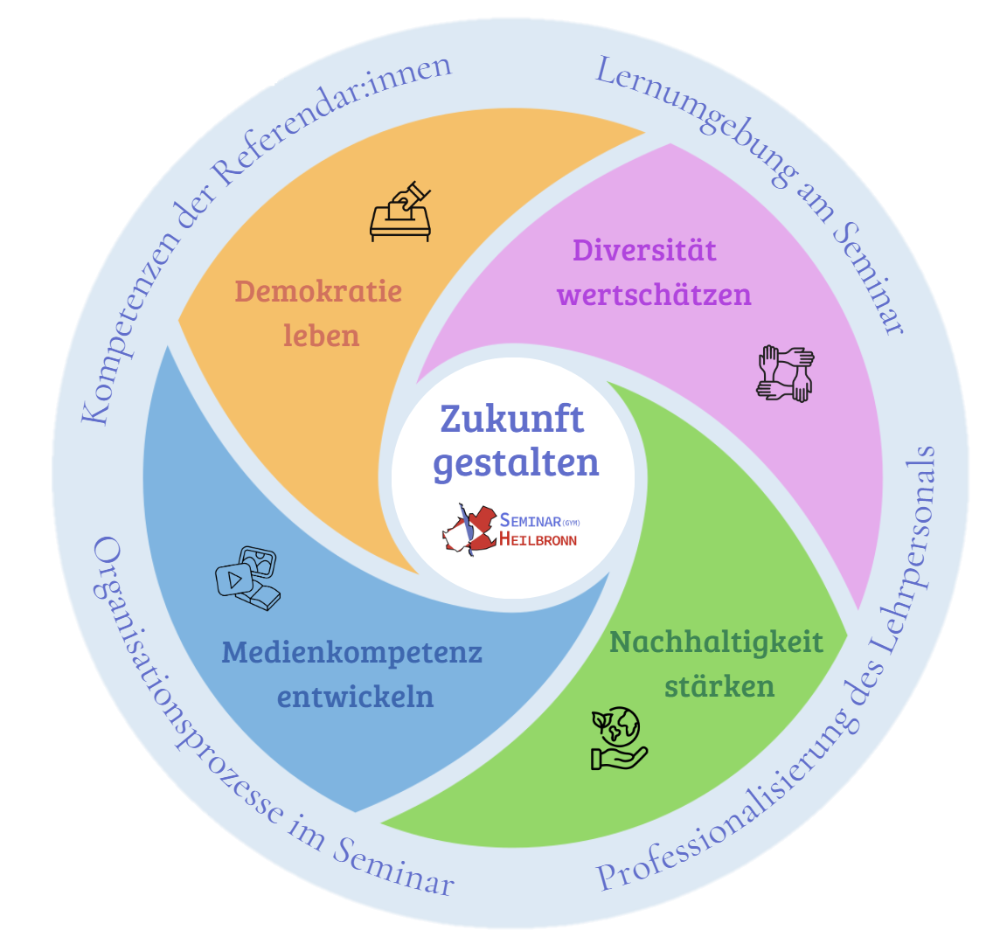 Kompetenzen der Referendar:innen
Lernumgebung am Seminar
Demokratie
leben
Diversität
wertschätzen
Zukunft
gestalten
SEMINAR (GYM)
HEILBRONN
Medienkompetenz
entwickeln
Nachhaltigkeit
stärken
Organisationsprozesse im Seminar
Professionalisierung des Lehrpersonals